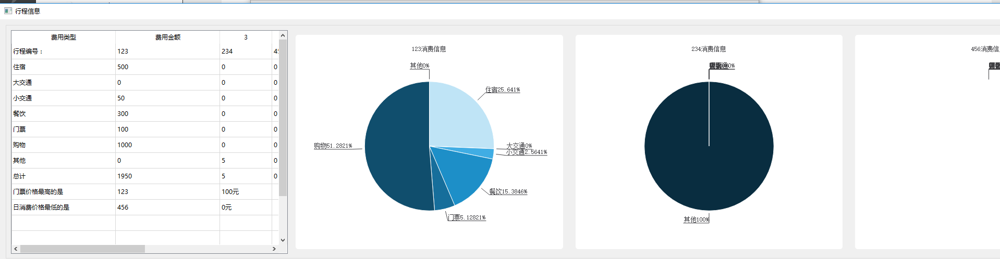 行程信息
费用类型 费用金额 3
行程编号： 123 234
住宿 500 0 0
大交通 0 0 0
小交通 50 0 0
餐饮 300 0 0
门票 100 0 0
购物 1000 0 0
其他 0 5 0
总计 1950 5 0
门票价格最高的是 123 100元
日消费价格最低的是 456 0元
123消费信息
其他0%
住宿25.641%
大交通0%
小交通2.5641%
餐饮15.3846%
门票5.12821%
购物51.2821%
234消费信息
其他100%
456消费信